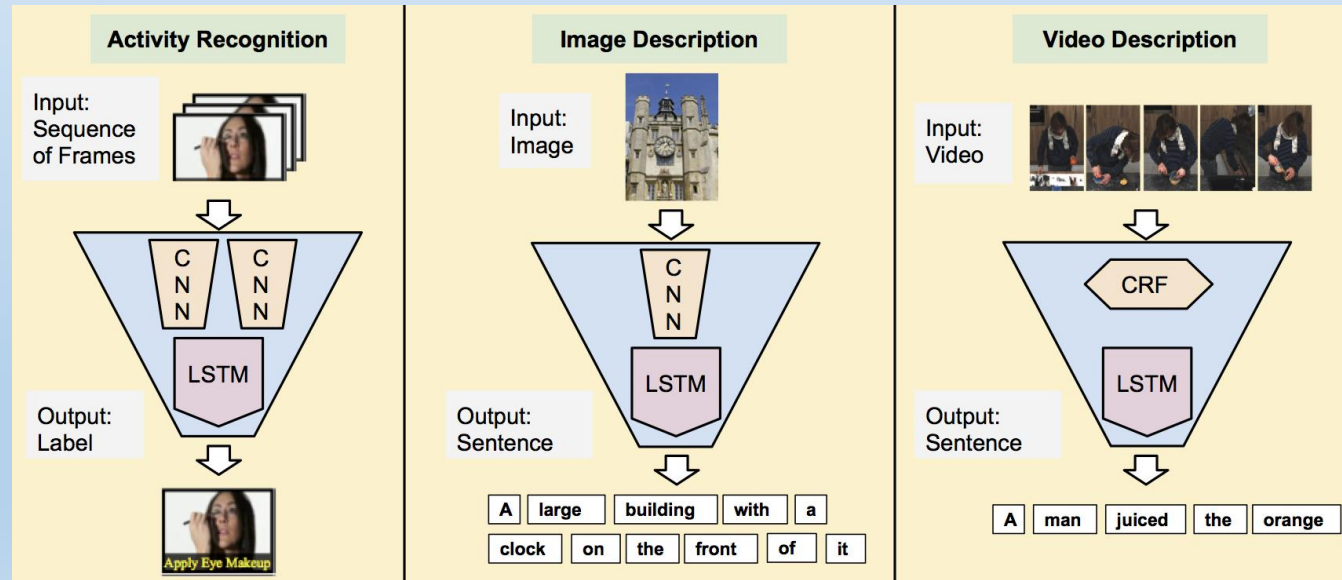 Activity Recognition
Input:
Sequence
of Frames
C
N
N
C
N
N
LSTM
Output:
Label
Apply Eye Makeup
Image Description
Input:
Image
C
N
N
LSTM
Output:
Sentence
A large building with a
clock on the front of it
Video Description
Input:
Video
CRF
LSTM
Output:
Sentence
A man juiced the orange